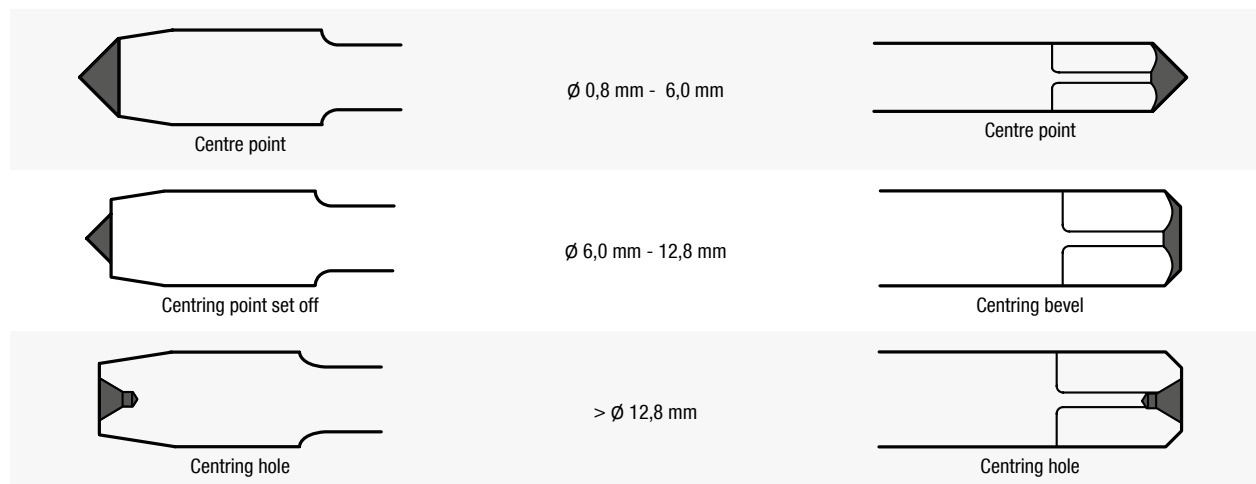 Ø 0,8 mm - 6,0 mm
Centre point
Centre point
Ø 6,0 mm - 12,8 mm
Centring point set off
Centring bevel
> Ø 12,8 mm
Centring hole
Centring hole